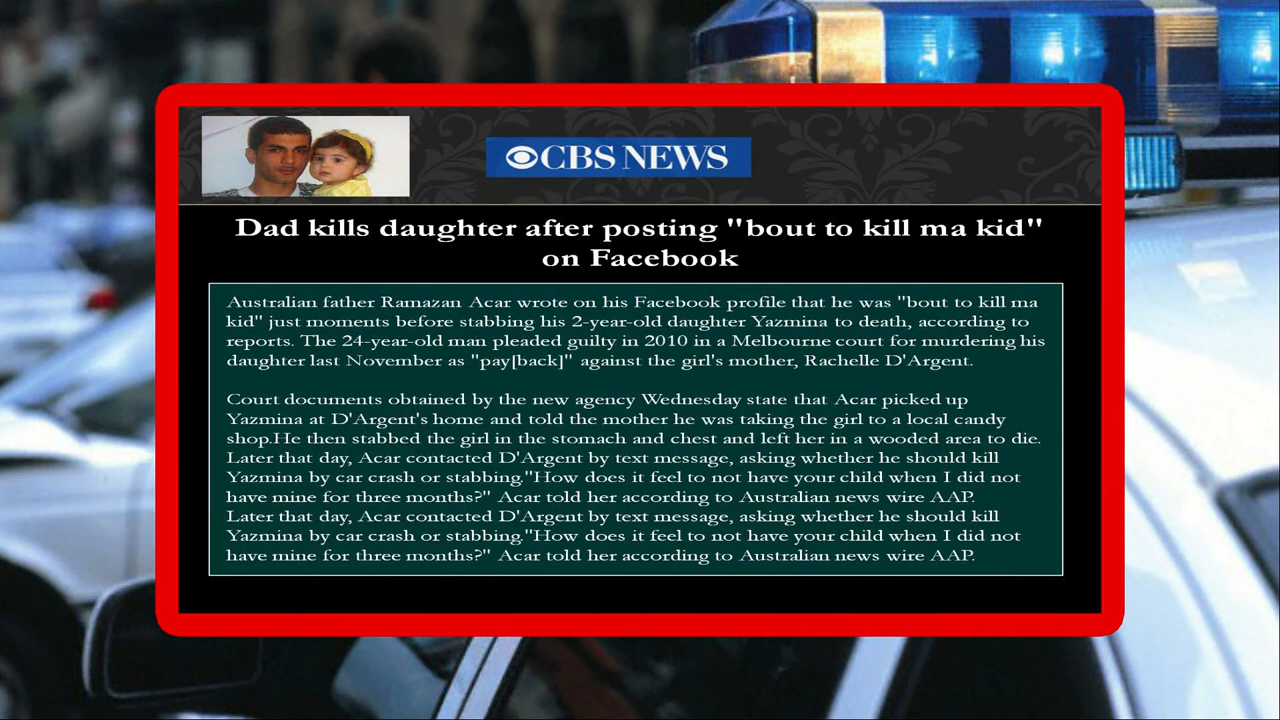 CBS NEWS
Dad kills daughter after posting "bout to kill ma kid"
on Facebook
Australian father Ramazan Acar wrote on his Facebook profile that he was "bout to kill ma
kid" just moments before stabbing his 2-year-old daughter Yazmina to death, according to
reports. The 24-year-old man pleaded guilty in 2010 in a Melbourne court for murdering his
daughter last November as "pay[back]" against the girl's mother, Rachelle D'Argent.
Court documents obtained by the new agency Wednesday state that Acar picked up
Yazmina at D'Argent's home and told the mother he was taking the girl to a local candy
shop.He then stabbed the girl in the stomach and chest and left her in a wooded area to die.
Later that day, Acar contacted D'Argent by text message, asking whether he should kill
Yazmina by car crash or stabbing."How does it feel to not have your child when I did not
have mine for three months?" Acar told her according to Australian news wire AAP.
Later that day, Acar contacted D'Argent by text message, asking whether he should kill
Yazmina by car crash or stabbing."How does it feel to not have your child when I did not
have mine for three months?" Acar told her according to Australian news wire AAP.